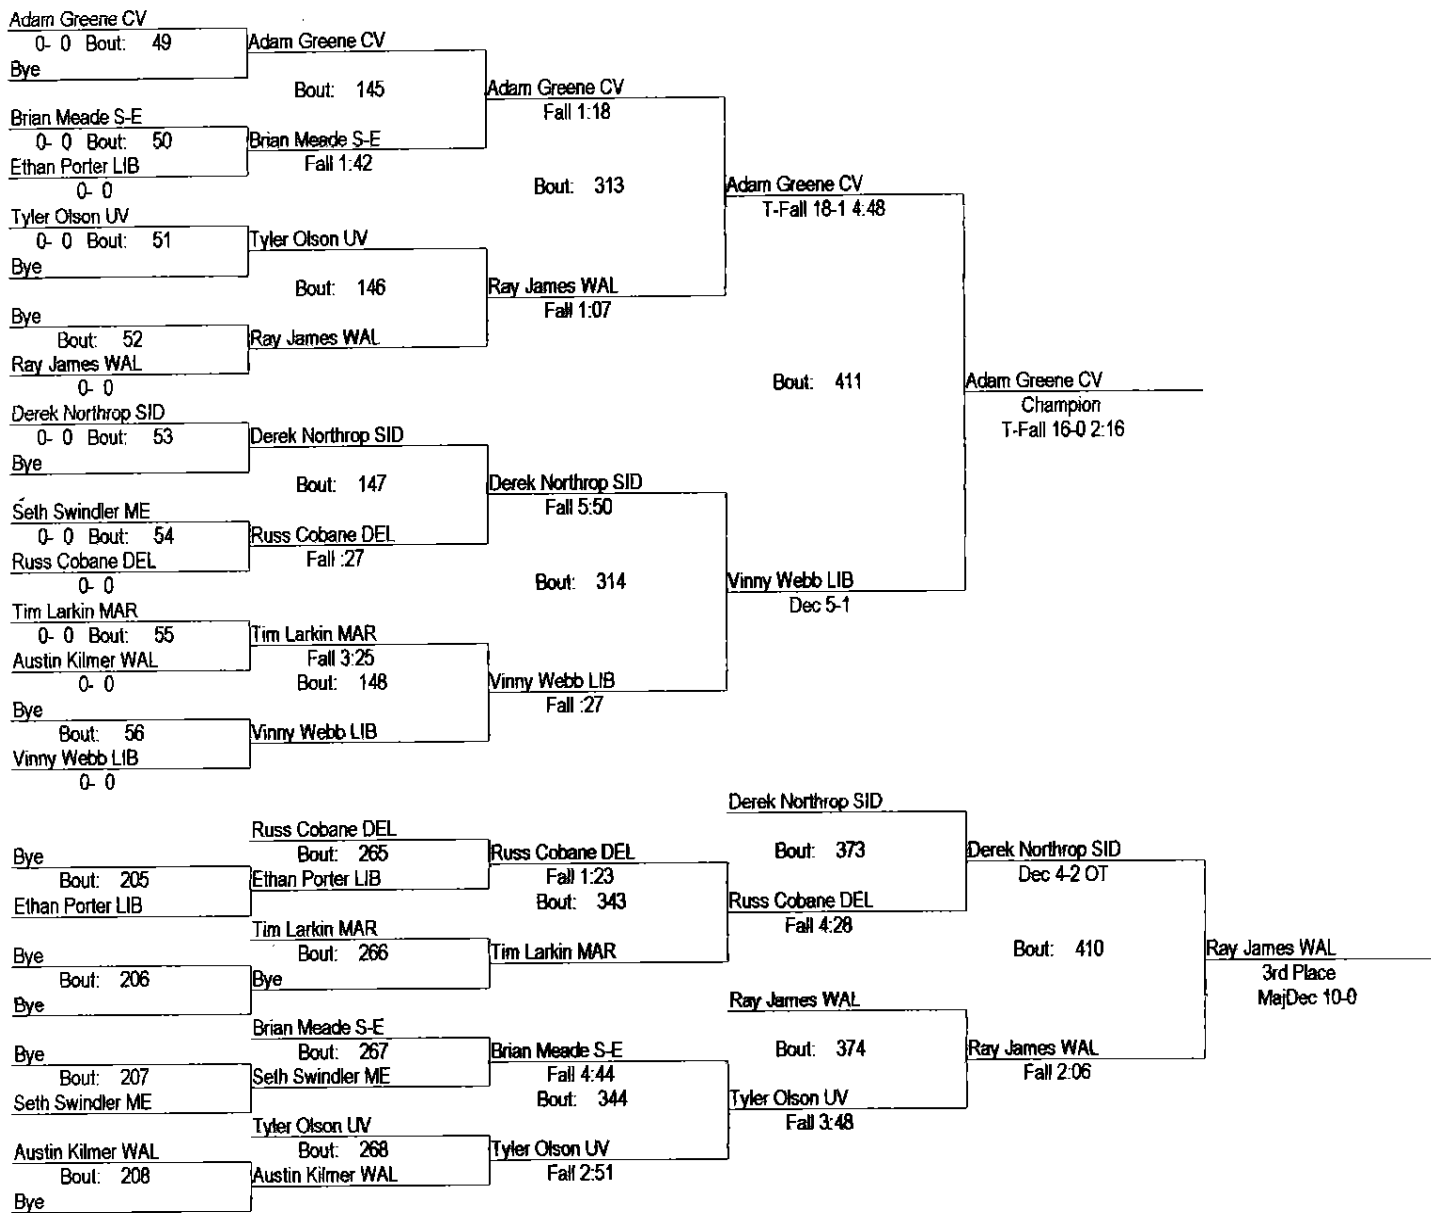 Adam Greene CV
0- 0 Bout: 49
Bye
Adam Greene CV
Bout: 145
Brian Meade S-E
0- 0 Bout: 50
Ethan Porter LIB
0- 0
Brian Meade S-E
Fall 1:42
Adam Greene CV
Fall 1:18
Bout: 313
Tyler Olson UV
0- 0 Bout: 51
Bye
Tyler Olson UV
Bout: 146
Bye
Bout: 52
Ray James WAL
0- 0
Ray James WAL
Ray James WAL
Fall 1:07
Adam Greene CV
T-Fall 18-1 4:48
Bout: 411
Adam Greene CV
Champion
T-Fall 16-0 2:16
Derek Northrop SID
0- 0 Bout: 53
Bye
Derek Northrop SID
Bout: 147
Seth Swindler ME
0- 0 Bout: 54
Russ Cobane DEL
0- 0
Russ Cobane DEL
Fall :27
Derek Northrop SID
Fall 5:50
Bout: 314
Vinny Webb LIB
Dec 5-1
Tim Larkin MAR
0- 0 Bout: 55
Austin Kilmer WAL
0- 0
Tim Larkin MAR
Fall 3:25
Bout: 148
Bye
Bout: 56
Vinny Webb LIB
0- 0
Vinny Webb LIB
Vinny Webb LIB
Fall :27
Bye
Bout: 205
Ethan Porter LIB
Russ Cobane DEL
Bout: 265
Ethan Porter LIB
Russ Cobane DEL
Fall 1:23
Bout: 343
Bye
Bout: 206
Bye
Tim Larkin MAR
Bout: 266
Bye
Tim Larkin MAR
Derek Northrop SID
Bout: 373
Russ Cobane DEL
Fall 4:28
Derek Northrop SID
Dec 4-2 OT
Bout: 410
Ray James WAL
3rd Place
MajDec 10-0
Bye
Bout: 207
Seth Swindler ME
Brian Meade S-E
Bout: 267
Seth Swindler ME
Brian Meade S-E
Fall 4:44
Bout: 344
Austin Kilmer WAL
Bout: 208
Bye
Tyler Olson UV
Bout: 268
Austin Kilmer WAL
Tyler Olson UV
Fall 2:51
Ray James WAL
Bout: 374
Tyler Olson UV
Fall 3:48
Ray James WAL
Fall 2:06